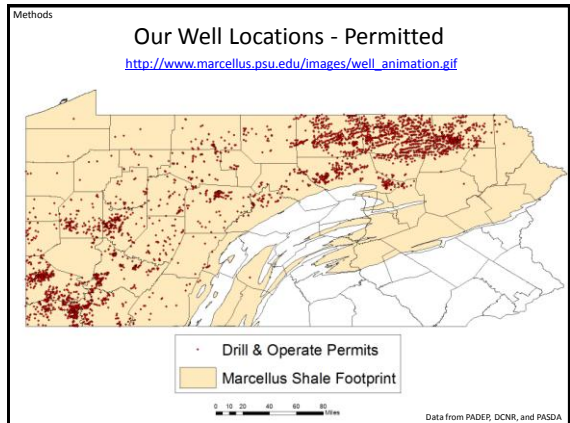 Methods
Our Well Locations - Permitted
http://www.marcellus.psu.edu/images/well_animation.gif
Drill & Operate Permits
Marcellus Shale Footprint
0 10 20 40 60 80
Miles
Data from PADEP, DCNR, and PASDA